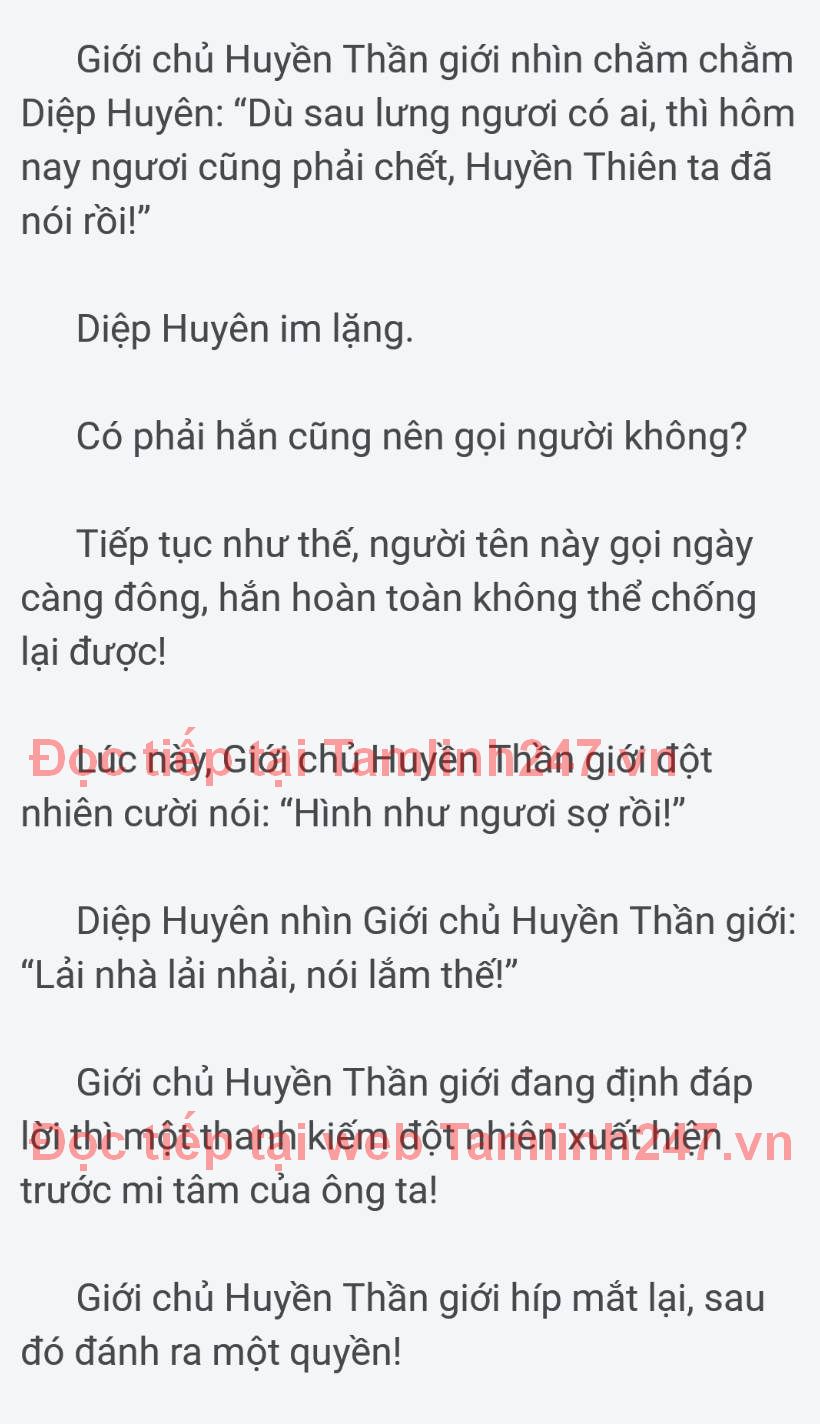 Giới chủ Huyền Thần giới nhìn chằm chằm
Diệp Huyên: “Dù sau lưng ngươi có ai, thì hôm
nay ngươi cũng phải chết, Huyền Thiên ta đã
nói rồi!”
Diệp Huyên im lặng.
Có phải hắn cũng nên gọi người không?
Tiếp tục như thế, người tên này gọi ngày
càng đông, hắn hoàn toàn không thể chống
lại được!
Đọc tiếp tại Tamlinh247.vn
Lúc này, Giới chủ Huyền Thần giới đột
nhiên cười nói: “Hình như ngươi sợ rồi!”
Diệp Huyên nhìn Giới chủ Huyền Thần giới:
“Lải nhà lải nhải, nói lắm thế!”
Giới chủ Huyền Thần giới đang định đáp
lời thì một thanh kiếm đột nhiên xuất hiện
Đọc tiếp tại web Tamlinh247.vn
trước mi tâm của ông ta!
Giới chủ Huyền Thần giới híp mắt lại, sau
đó đánh ra một quyền!